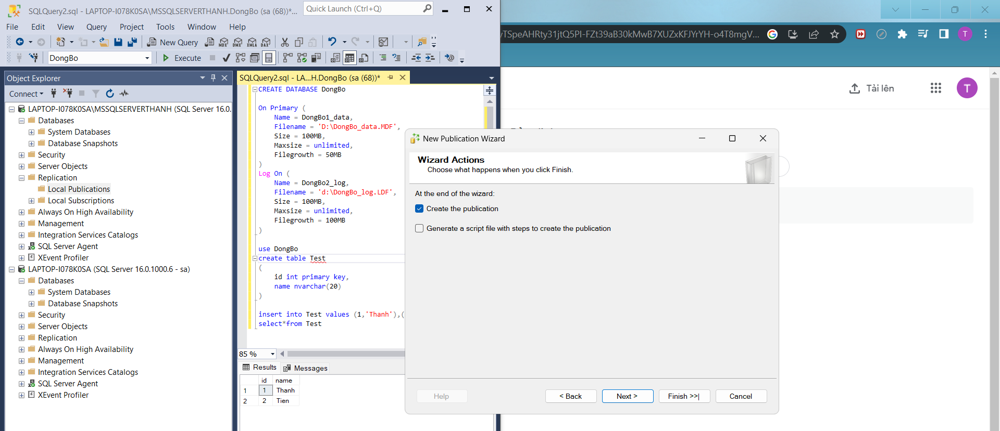 SQLQuery2.sql - LAPTOP-I078K0SA\MSSQLSERVERTHANH.DongBo (sa (68))*...
Quick Launch (Ctrl+Q)
File Edit View Query Project Tools Window Help
New Query
MDX DMX XMLA DAX
DongBo
Execute
yTSpeAHRty31jtQ5PI-FZt39aB30kMwB7XUZxKFJYrYH-o4T8mgV...
T
Tải lên
T
Object Explorer
Connect
LAPTOP-I078K0SA\MSSQLSERVERTHANH (SQL Server 16.0.
Databases
System Databases
Database Snapshots
Security
Server Objects
Replication
Local Publications
Local Subscriptions
Always On High Availability
Management
Integration Services Catalogs
SQL Server Agent
XEvent Profiler
LAPTOP-I078K0SA (SQL Server 16.0.1000.6 - sa)
Databases
System Databases
Database Snapshots
Security
Server Objects
Replication
Always On High Availability
Management
Integration Services Catalogs
SQL Server Agent
XEvent Profiler
SQLQuery2.sql - LA...H.DongBo (sa (68))*
CREATE DATABASE DongBo
On Primary (
Name = DongBo1_data,
Filename = 'D:\DongBo_data.MDF',
Size = 100MB,
Maxsize = unlimited,
Filegrowth = 50MB
)
Log On (
Name = DongBo2_log,
Filename = 'd:\DongBo_log.LDF',
Size = 100MB,
Maxsize = unlimited,
Filegrowth = 100MB
)
use DongBo
create table Test
(
id int primary key,
name nvarchar(20)
)
insert into Test values (1,'Thanh'),(
select*from Test
85 %
Results Messages
id name
1 1 Thanh
2 2 Tien
New Publication Wizard
Wizard Actions
Choose what happens when you click Finish.
At the end of the wizard:
Create the publication
Generate a script file with steps to create the publication
Help
< Back
Next >
Finish >>|
Cancel